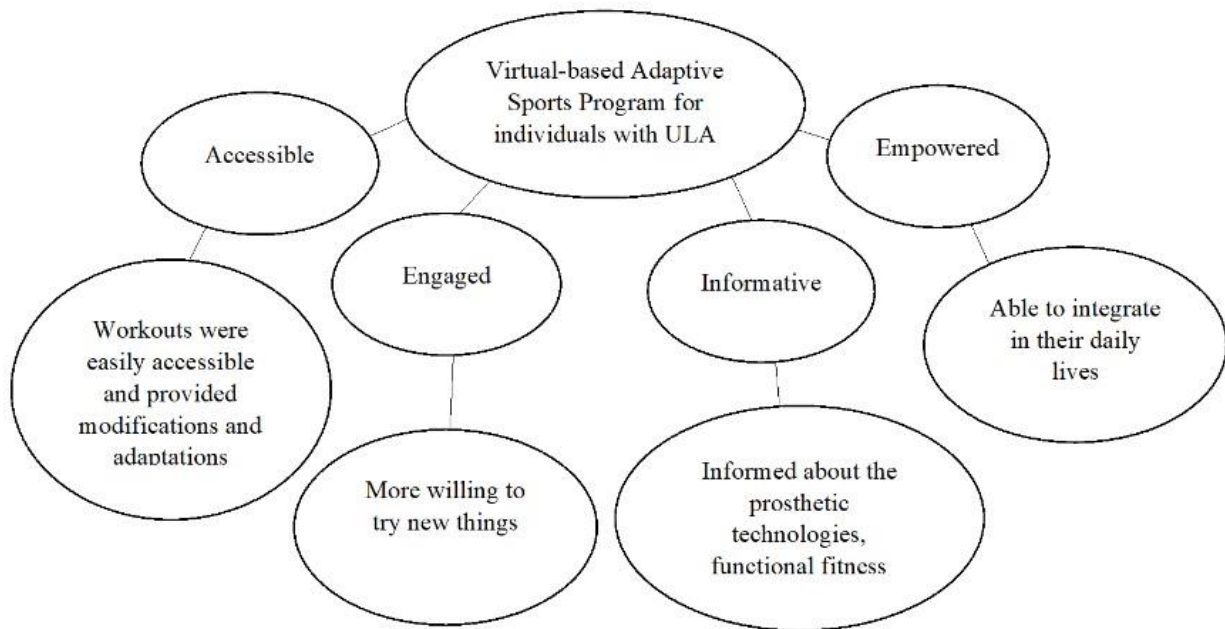 Virtual-based Adaptive
Sports Program for
individuals with ULA
Accessible
Empowered
Engaged
Informative
Workouts were
easily accessible
and provided
modifications and
adaptations
More willing to
try new things
Informed about the
prosthetic
technologies,
functional fitness
Able to integrate
in their daily
lives